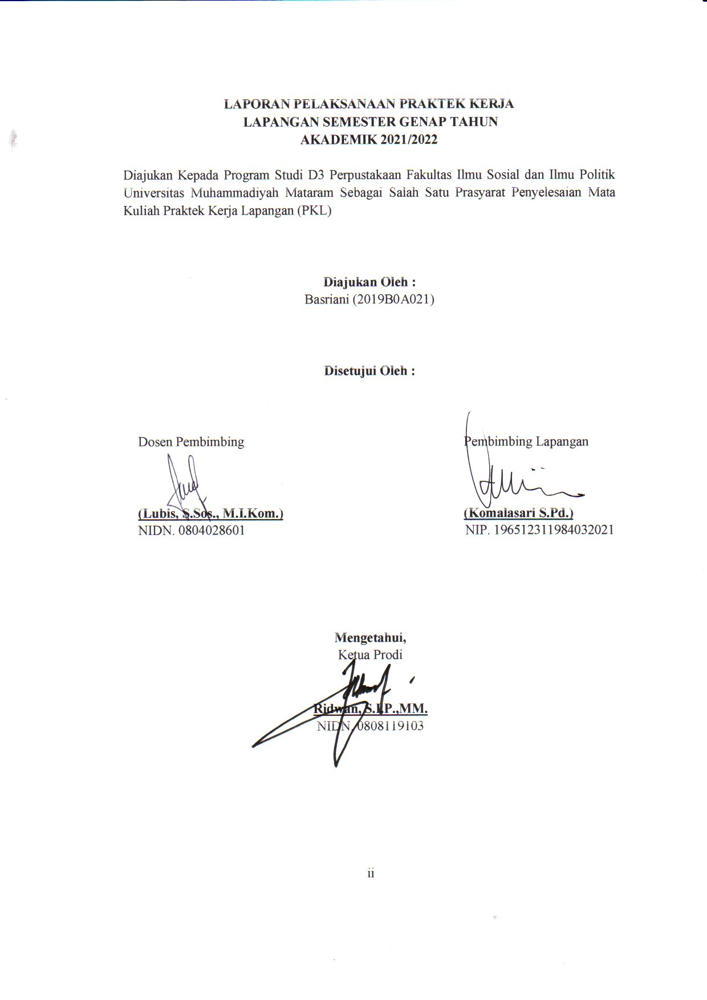 LAPORAN PELAKSANAAN PRAKTEK KERJA
LAPANGAN SEMESTER GENAP TAHUN
AKADEMIK 2021/2022
Diajukan Kepada Program Studi D3 Perpustakaan Fakultas Ilmu Sosial dan Ilmu Politik
Universitas Muhammadiyah Mataram Sebagai Salah Satu Prasyarat Penyelesaian Mata
Kuliah Praktek Kerja Lapangan (PKL)
Diajukan Oleh :
Basriani (2019B0A021)
Disetujui Oleh :
Dosen Pembimbing
(Lubis, S.Sos., M.I.Kom.)
NIDN. 0804028601
Pembimbing Lapangan
(Komalasari S.Pd.)
NIP. 196512311984032021
Mengetahui,
Ketua Prodi
Ridwan, S.I.P.,MM.
NIDN. 0808119103
ii